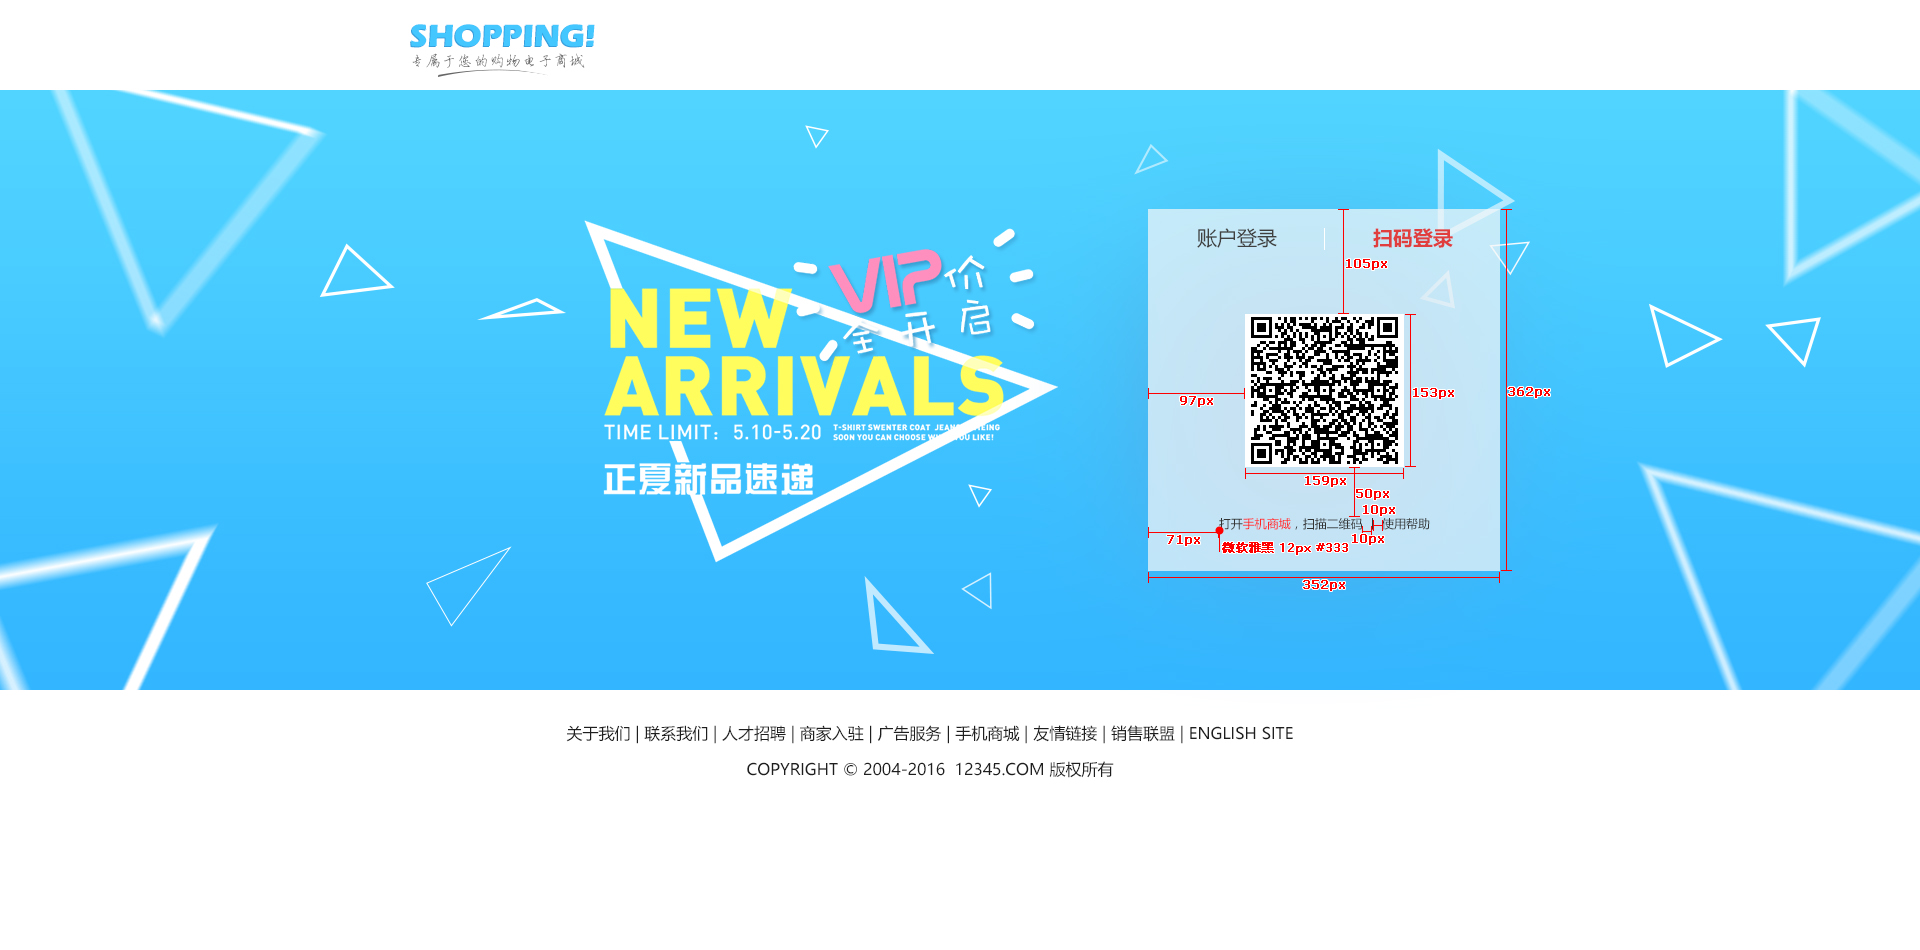 SHOPPING!
专属于您的购物电子商城
账户登录
扫码登录
105px
VIP价
全开启
NEW
ARRIVALS
TIME LIMIT: 5.10-5.20
T-SHIRT SWENTER COAT JEANS
SOON YOU CAN CHOOSE WHAT YOU LIKE!
正夏新品速递
97px
153px
362px
159px
50px
10px
打开手机商城，扫描二维码
使用帮助
71px
微软雅黑 12px #333
10px
352px
关于我们 | 联系我们 | 人才招聘 | 商家入驻 | 广告服务 | 手机商城 | 友情链接 | 销售联盟 | ENGLISH SITE
COPYRIGHT © 2004-2016 12345.COM 版权所有